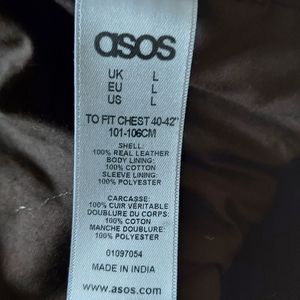 asos
UK L
EU L
US L
TO FIT CHEST 40-42"
101-106CM
SHELL:
100% REAL LEATHER
BODY LINING:
100% COTTON
SLEEVE LINING:
100% POLYESTER
CARCASSE:
100% CUIR VÉRITABLE
DOUBLURE DU CORPS:
100% COTON
MANCHE DOUBLURE:
100% POLYESTER
01097054
MADE IN INDIA
www.asos.com